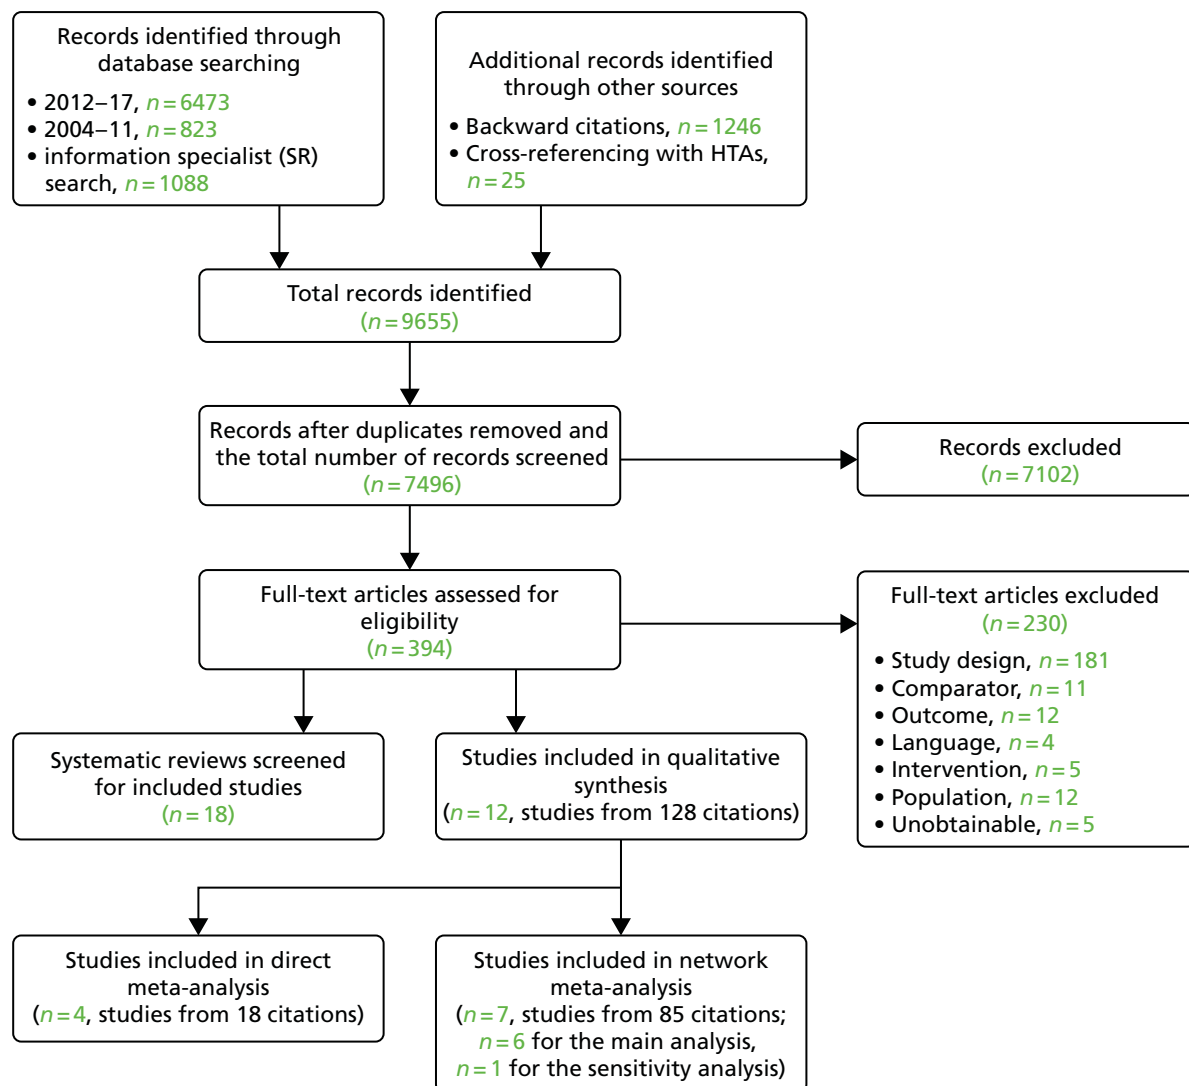 Records identified through
database searching
• 2012–17, n=6473
• 2004–11, n=823
• information specialist (SR)
search, n=1088
Additional records identified
through other sources
• Backward citations, n=1246
• Cross-referencing with HTAs,
n=25
Total records identified
(n=9655)
Records after duplicates removed and
the total number of records screened
(n=7496)
Records excluded
(n=7102)
Full-text articles assessed for
eligibility
(n=394)
Full-text articles excluded
(n=230)
• Study design, n=181
• Comparator, n=11
• Outcome, n=12
• Language, n=4
• Intervention, n=5
• Population, n=12
• Unobtainable, n=5
Systematic reviews screened
for included studies
(n=18)
Studies included in qualitative
synthesis
(n=12, studies from 128 citations)
Studies included in direct
meta-analysis
(n=4, studies from 18 citations)
Studies included in network
meta-analysis
(n=7, studies from 85 citations;
n=6 for the main analysis,
n=1 for the sensitivity analysis)